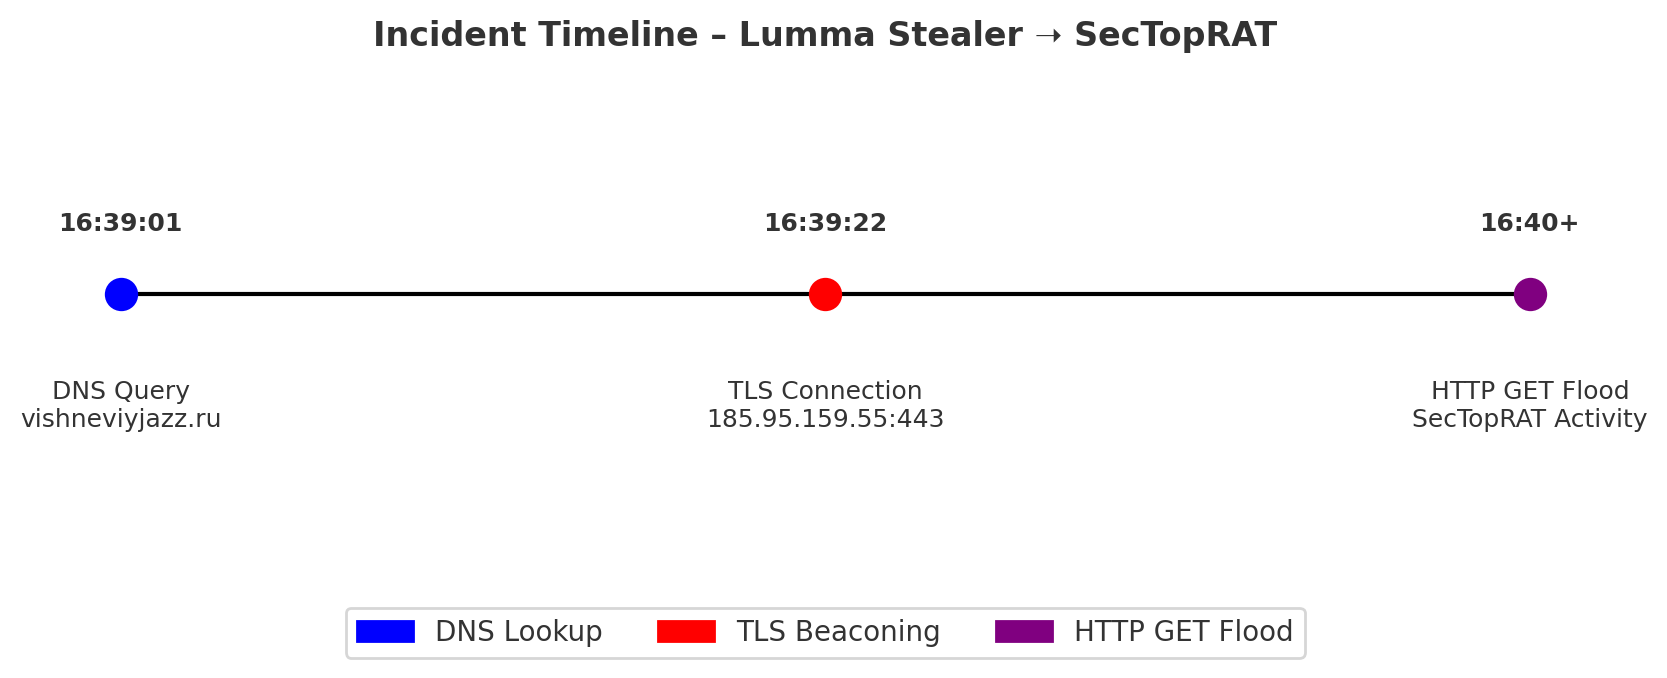 Incident Timeline – Lumma Stealer → SecTopRAT
16:39:01
16:39:22
16:40+
DNS Query
vishneviyjazz.ru
TLS Connection
185.95.159.55:443
HTTP GET Flood
SecTopRAT Activity
DNS Lookup
TLS Beaconing
HTTP GET Flood